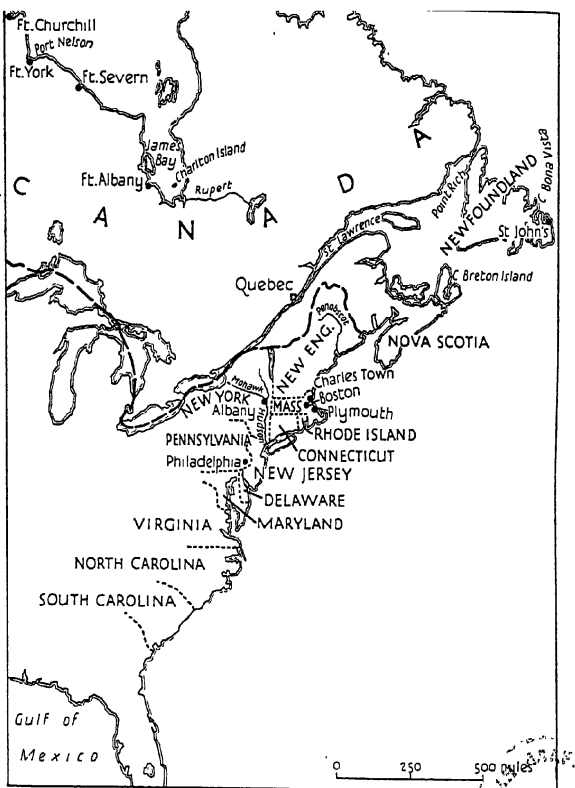 Ft.Churchill
Port Nelson
Ft.York
Ft.Severn
James
Bay
Charlton Island
Ft.Albany
Rupert
C A N A D A
Point Rich
NEWFOUNDLAND
C Bona Vista
St John's
St Lawrence
Quebec
C Breton Island
Penobscot
NOVA SCOTIA
NEW ENG.
Mohawk
NEW YORK
Albany
Hudson
MASS
Charles Town
Boston
Plymouth
RHODE ISLAND
CONNECTICUT
PENNSYLVANIA
Philadelphia
NEW JERSEY
DELAWARE
MARYLAND
VIRGINIA
NORTH CAROLINA
SOUTH CAROLINA
Gulf of
Mexico
0 250 500 miles